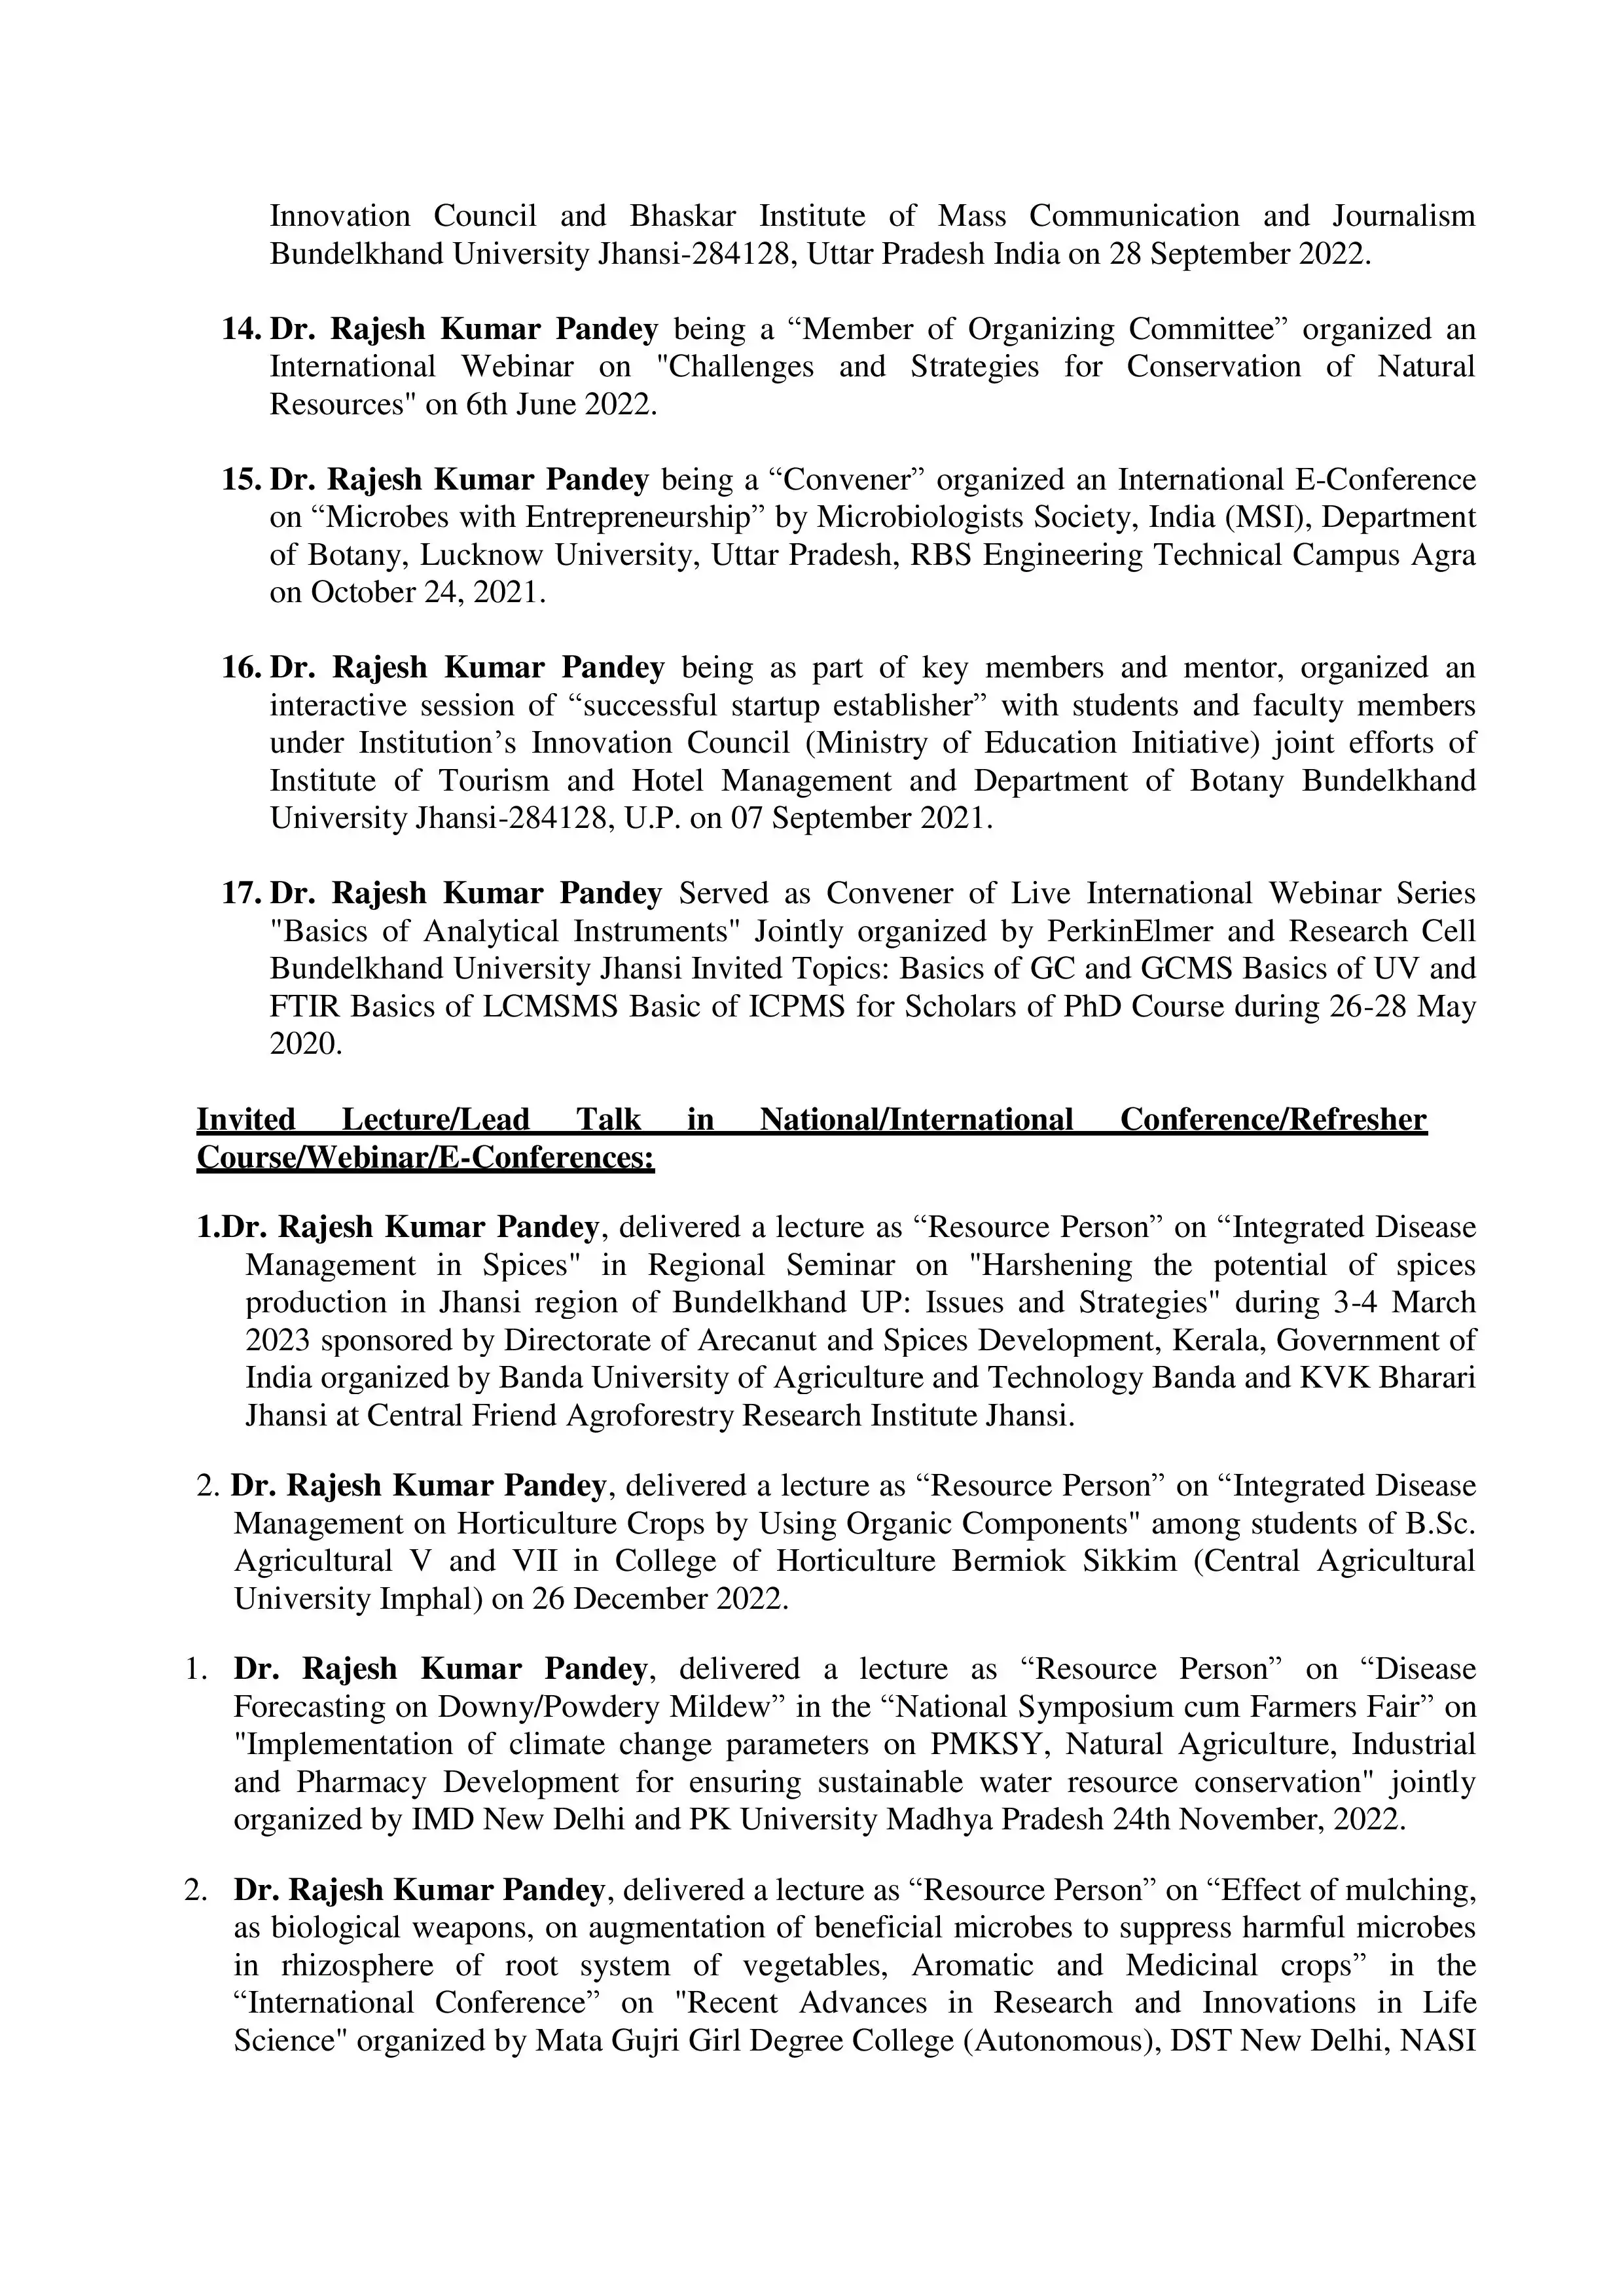 Innovation Council and Bhaskar Institute of Mass Communication and Journalism
Bundelkhand University Jhansi-284128, Uttar Pradesh India on 28 September 2022.
14. Dr. Rajesh Kumar Pandey being a “Member of Organizing Committee” organized an
International Webinar on "Challenges and Strategies for Conservation of Natural
Resources" on 6th June 2022.
15. Dr. Rajesh Kumar Pandey being a “Convener” organized an International E-Conference
on “Microbes with Entrepreneurship” by Microbiologists Society, India (MSI), Department
of Botany, Lucknow University, Uttar Pradesh, RBS Engineering Technical Campus Agra
on October 24, 2021.
16. Dr. Rajesh Kumar Pandey being as part of key members and mentor, organized an
interactive session of “successful startup establisher” with students and faculty members
under Institution’s Innovation Council (Ministry of Education Initiative) joint efforts of
Institute of Tourism and Hotel Management and Department of Botany Bundelkhand
University Jhansi-284128, U.P. on 07 September 2021.
17. Dr. Rajesh Kumar Pandey Served as Convener of Live International Webinar Series
"Basics of Analytical Instruments" Jointly organized by PerkinElmer and Research Cell
Bundelkhand University Jhansi Invited Topics: Basics of GC and GCMS Basics of UV and
FTIR Basics of LCMSMS Basic of ICPMS for Scholars of PhD Course during 26-28 May
2020.
Invited Lecture/Lead Talk in National/International Conference/Refresher
Course/Webinar/E-Conferences:
1.Dr. Rajesh Kumar Pandey, delivered a lecture as “Resource Person” on “Integrated Disease
Management in Spices" in Regional Seminar on "Harshening the potential of spices
production in Jhansi region of Bundelkhand UP: Issues and Strategies" during 3-4 March
2023 sponsored by Directorate of Arecanut and Spices Development, Kerala, Government of
India organized by Banda University of Agriculture and Technology Banda and KVK Bharari
Jhansi at Central Friend Agroforestry Research Institute Jhansi.
2. Dr. Rajesh Kumar Pandey, delivered a lecture as “Resource Person” on “Integrated Disease
Management on Horticulture Crops by Using Organic Components" among students of B.Sc.
Agricultural V and VII in College of Horticulture Bermiok Sikkim (Central Agricultural
University Imphal) on 26 December 2022.
1. Dr. Rajesh Kumar Pandey, delivered a lecture as “Resource Person” on “Disease
Forecasting on Downy/Powdery Mildew” in the “National Symposium cum Farmers Fair” on
"Implementation of climate change parameters on PMKSY, Natural Agriculture, Industrial
and Pharmacy Development for ensuring sustainable water resource conservation" jointly
organized by IMD New Delhi and PK University Madhya Pradesh 24th November, 2022.
2. Dr. Rajesh Kumar Pandey, delivered a lecture as “Resource Person” on “Effect of mulching,
as biological weapons, on augmentation of beneficial microbes to suppress harmful microbes
in rhizosphere of root system of vegetables, Aromatic and Medicinal crops” in the
“International Conference” on "Recent Advances in Research and Innovations in Life
Science" organized by Mata Gujri Girl Degree College (Autonomous), DST New Delhi, NASI